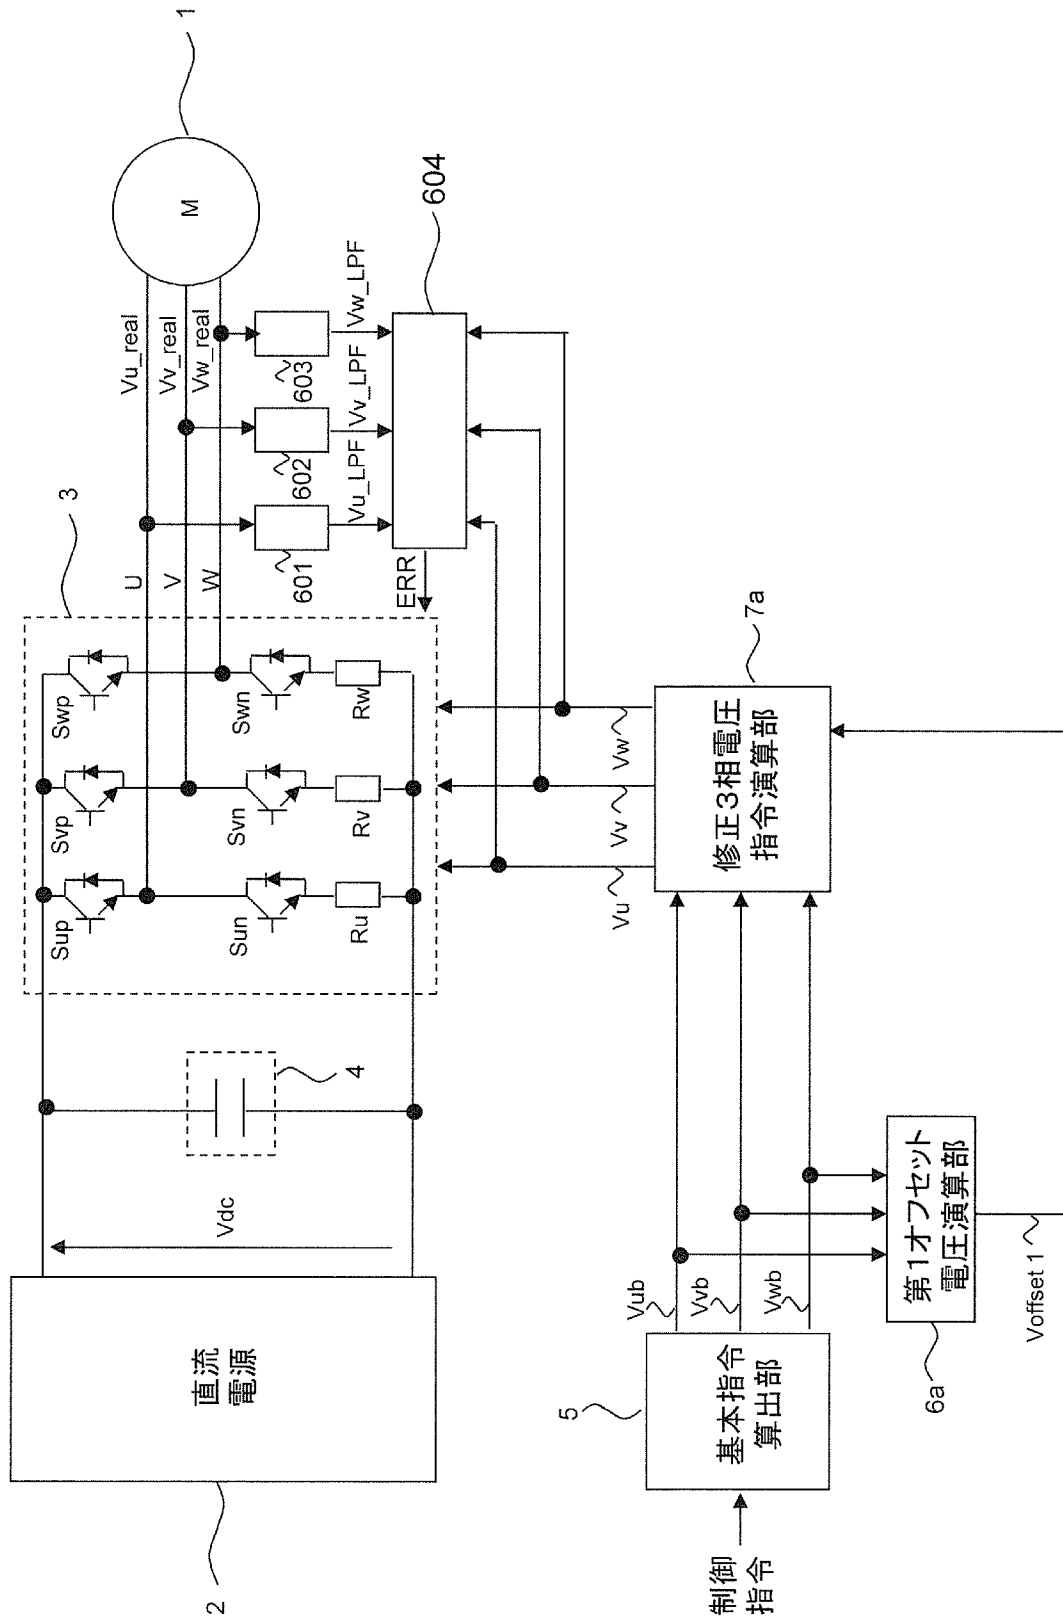 2
直流
電源
Vdc
4
3
Sup
Svp
Swp
Sun
Svn
Swn
Ru
Rv
Rw
U
V
W
Vu_real
Vv_real
Vw_real
M
1
601
602
603
Vu_LPF
Vv_LPF
Vw_LPF
604
ERR
制御
指令
5
基本指令
算出部
Vub
Vvb
Vwb
6a
第1オフセット
電圧演算部
Voffset 1
修正3相電圧
指令演算部
7a
Vu
Vv
Vw